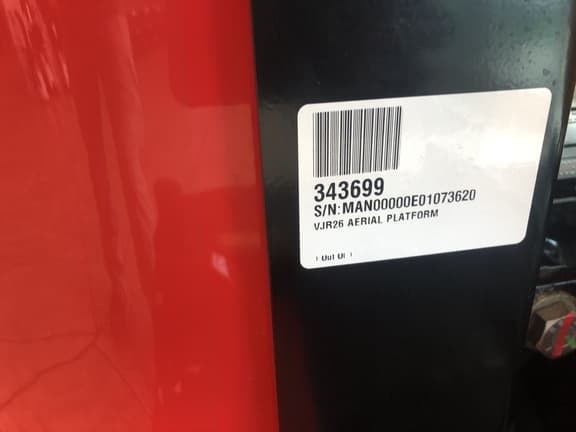 343699
S/N:MAN00000E01073620
VJR26 AERIAL PLATFORM